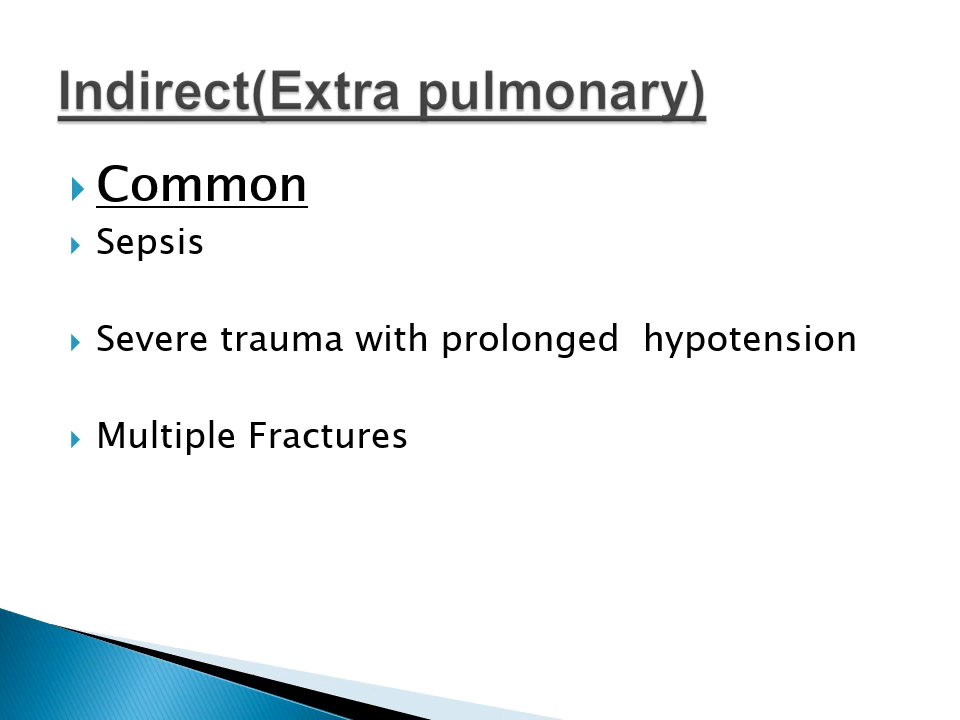 Indirect(Extra pulmonary)
Common
Sepsis
Severe trauma with prolonged  hypotension
Multiple Fractures